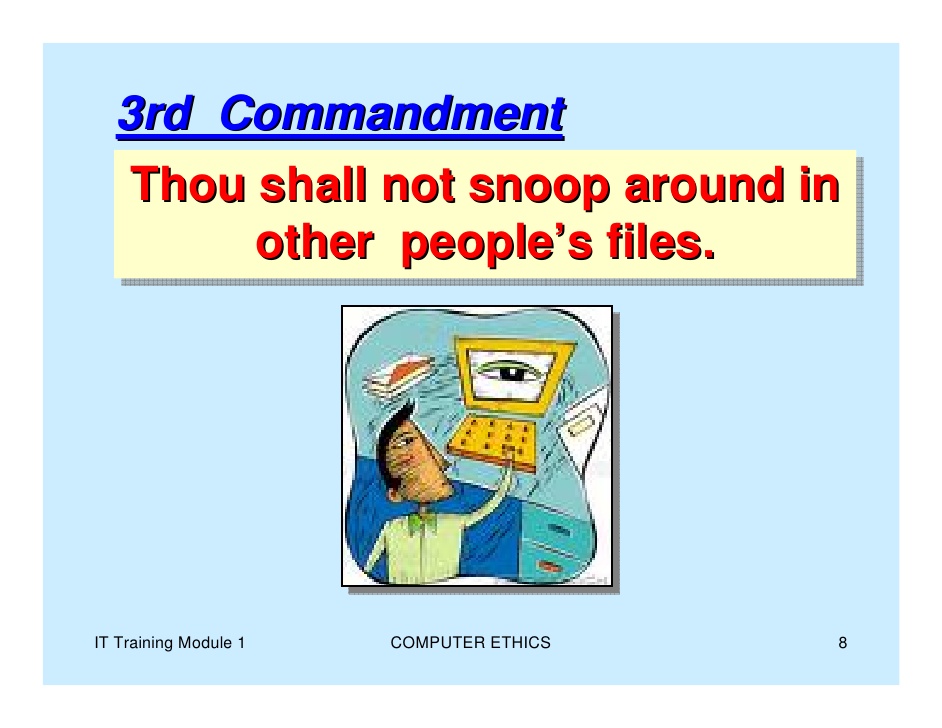 3rd Commandment
Thou shall not snoop around in
other people’s files.
IT Training Module 1
COMPUTER ETHICS
8